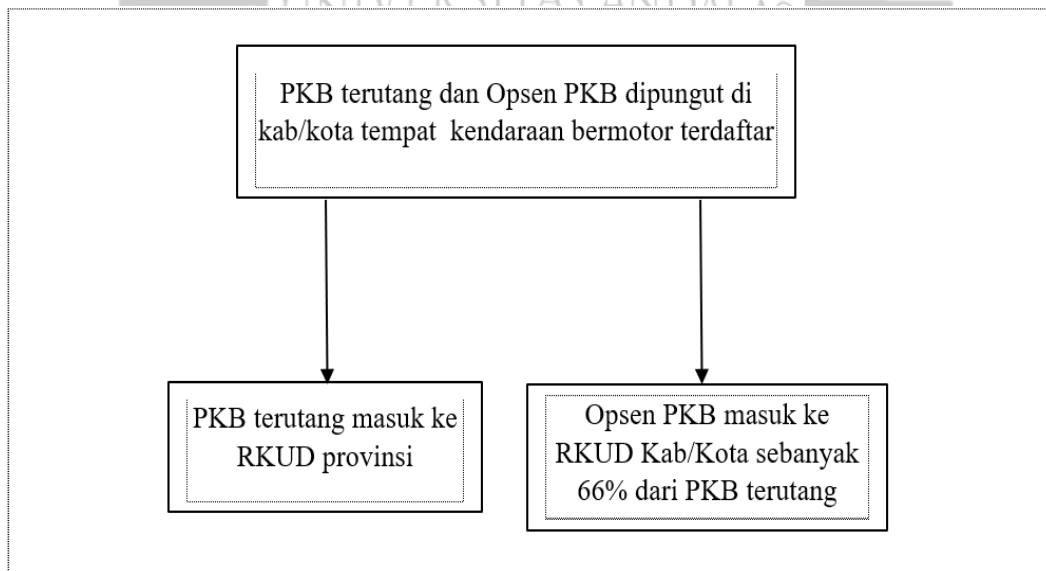 PKB terutang dan Opsen PKB dipungut di
kab/kota tempat kendaraan bermotor terdaftar
PKB terutang masuk ke
RKUD provinsi
Opsen PKB masuk ke
RKUD Kab/Kota sebanyak
66% dari PKB terutang